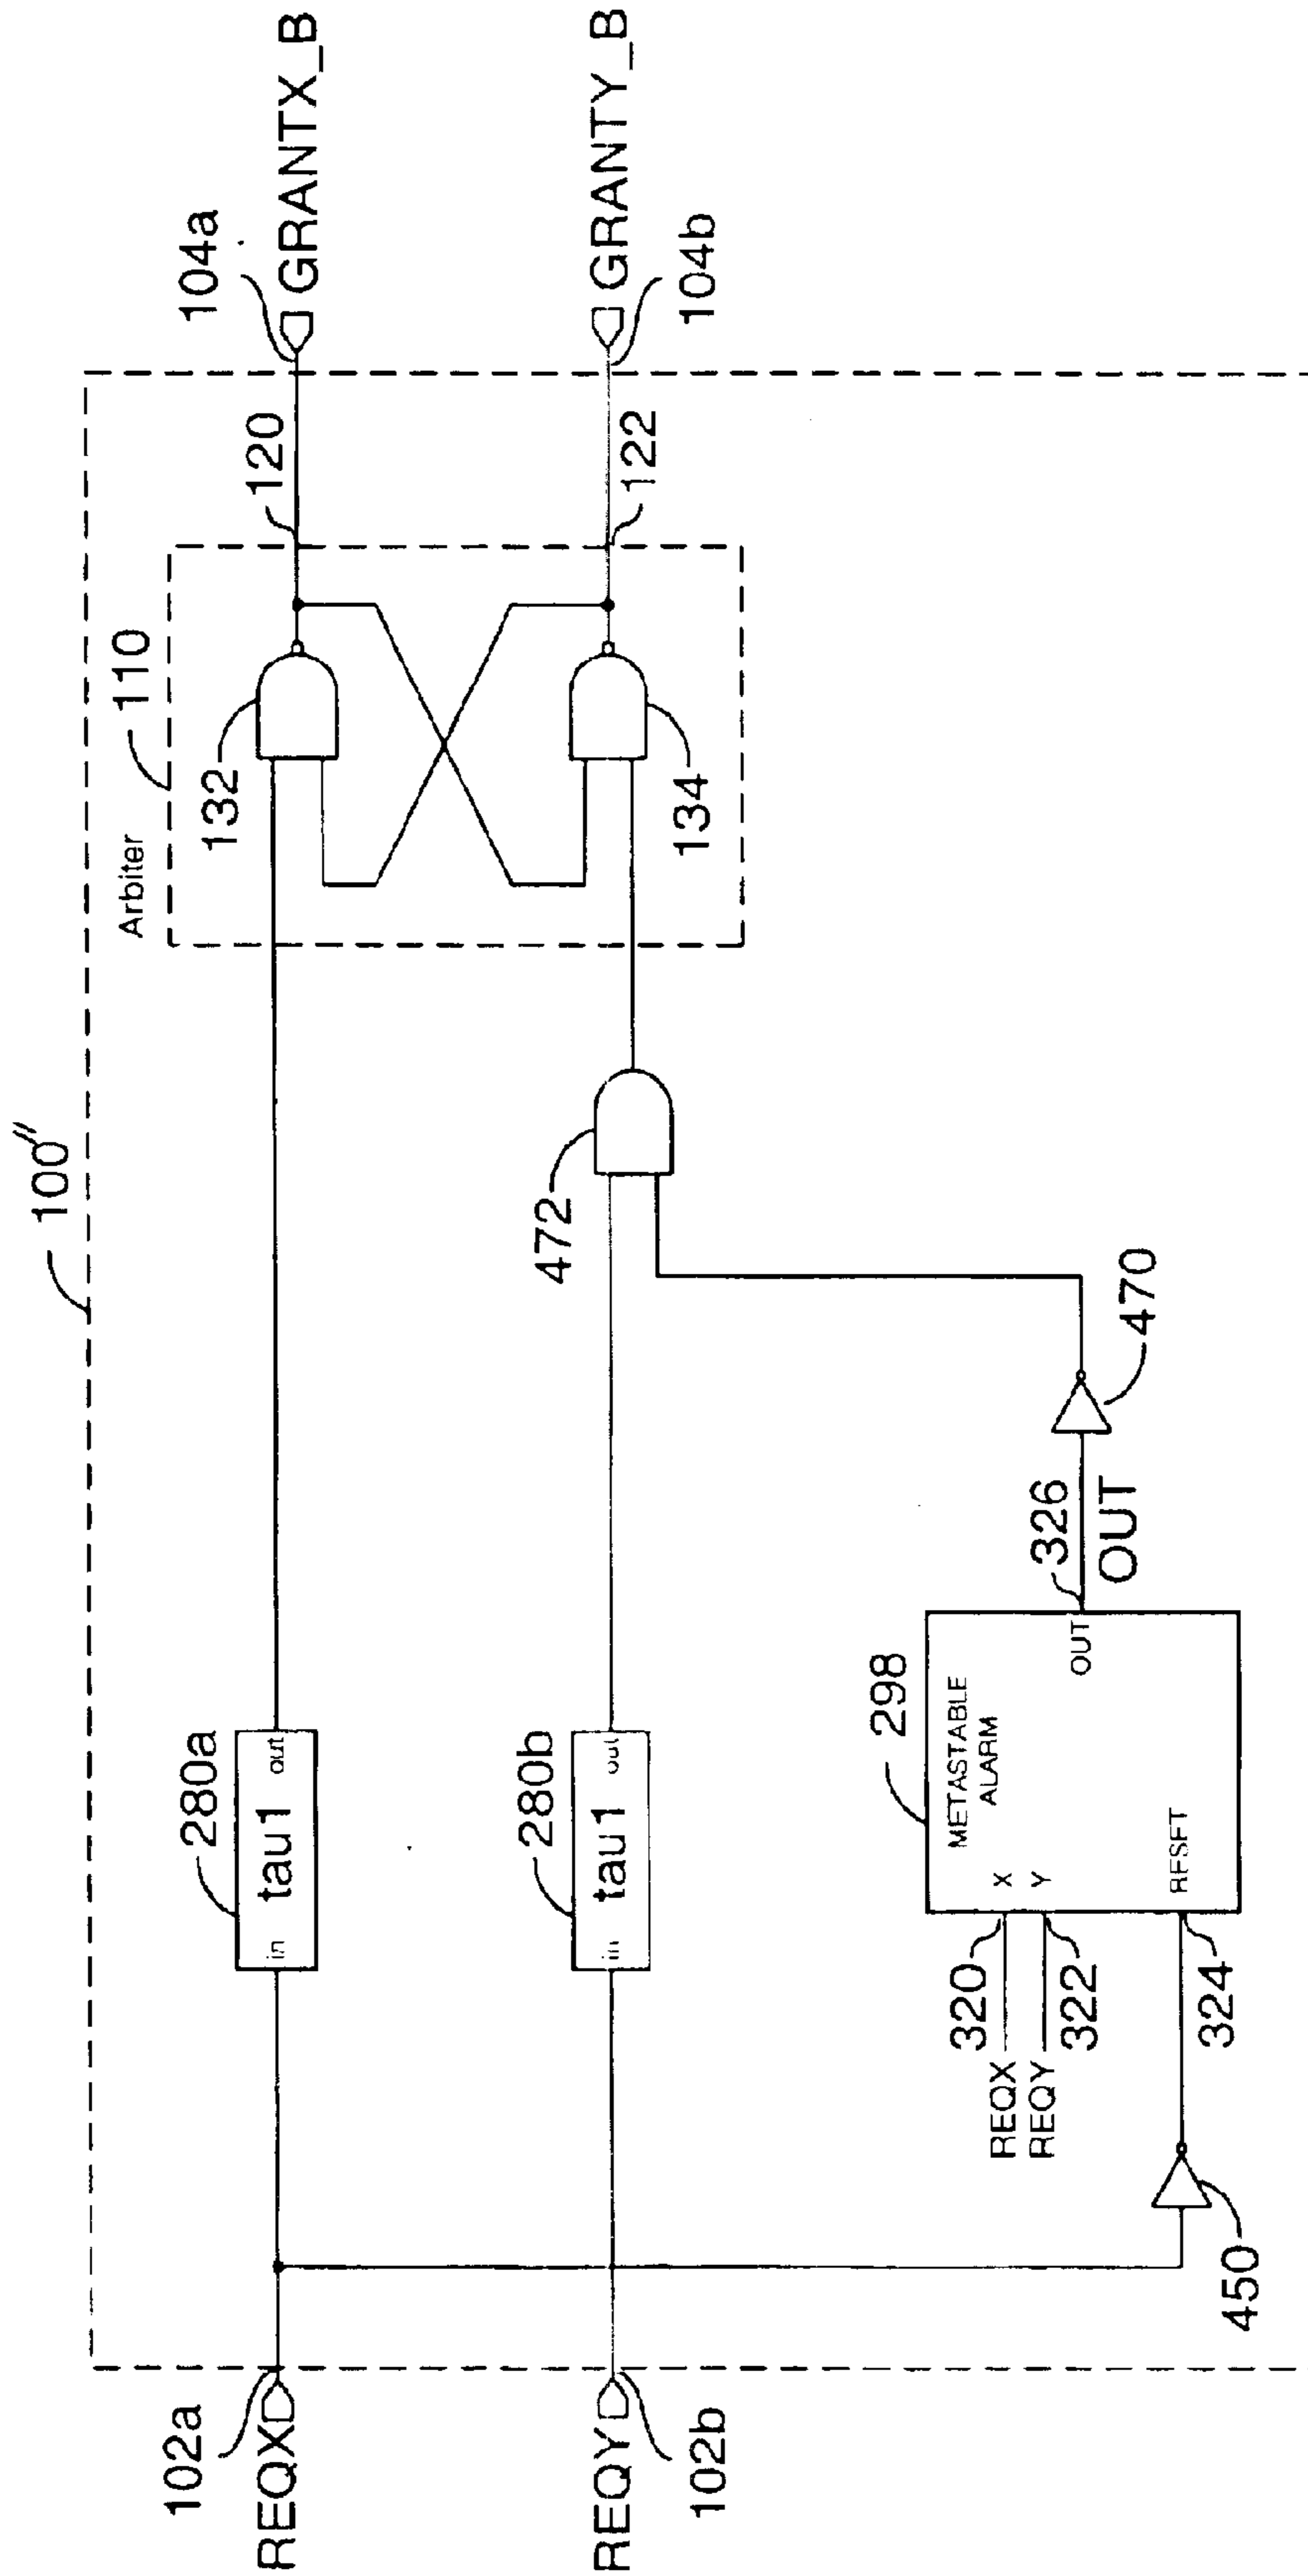 100"
102a
REQX
REQY
102b
280a
in tau1 out
280b
in tau1 out
Arbiter
110
132
134
120
122
104a
GRANTX_B
GRANTY_B
104b
472
298
METASTABLE
ALARM
X
Y
RESET
OUT
320
REQX
REQY
322
324
326
OUT
450
470